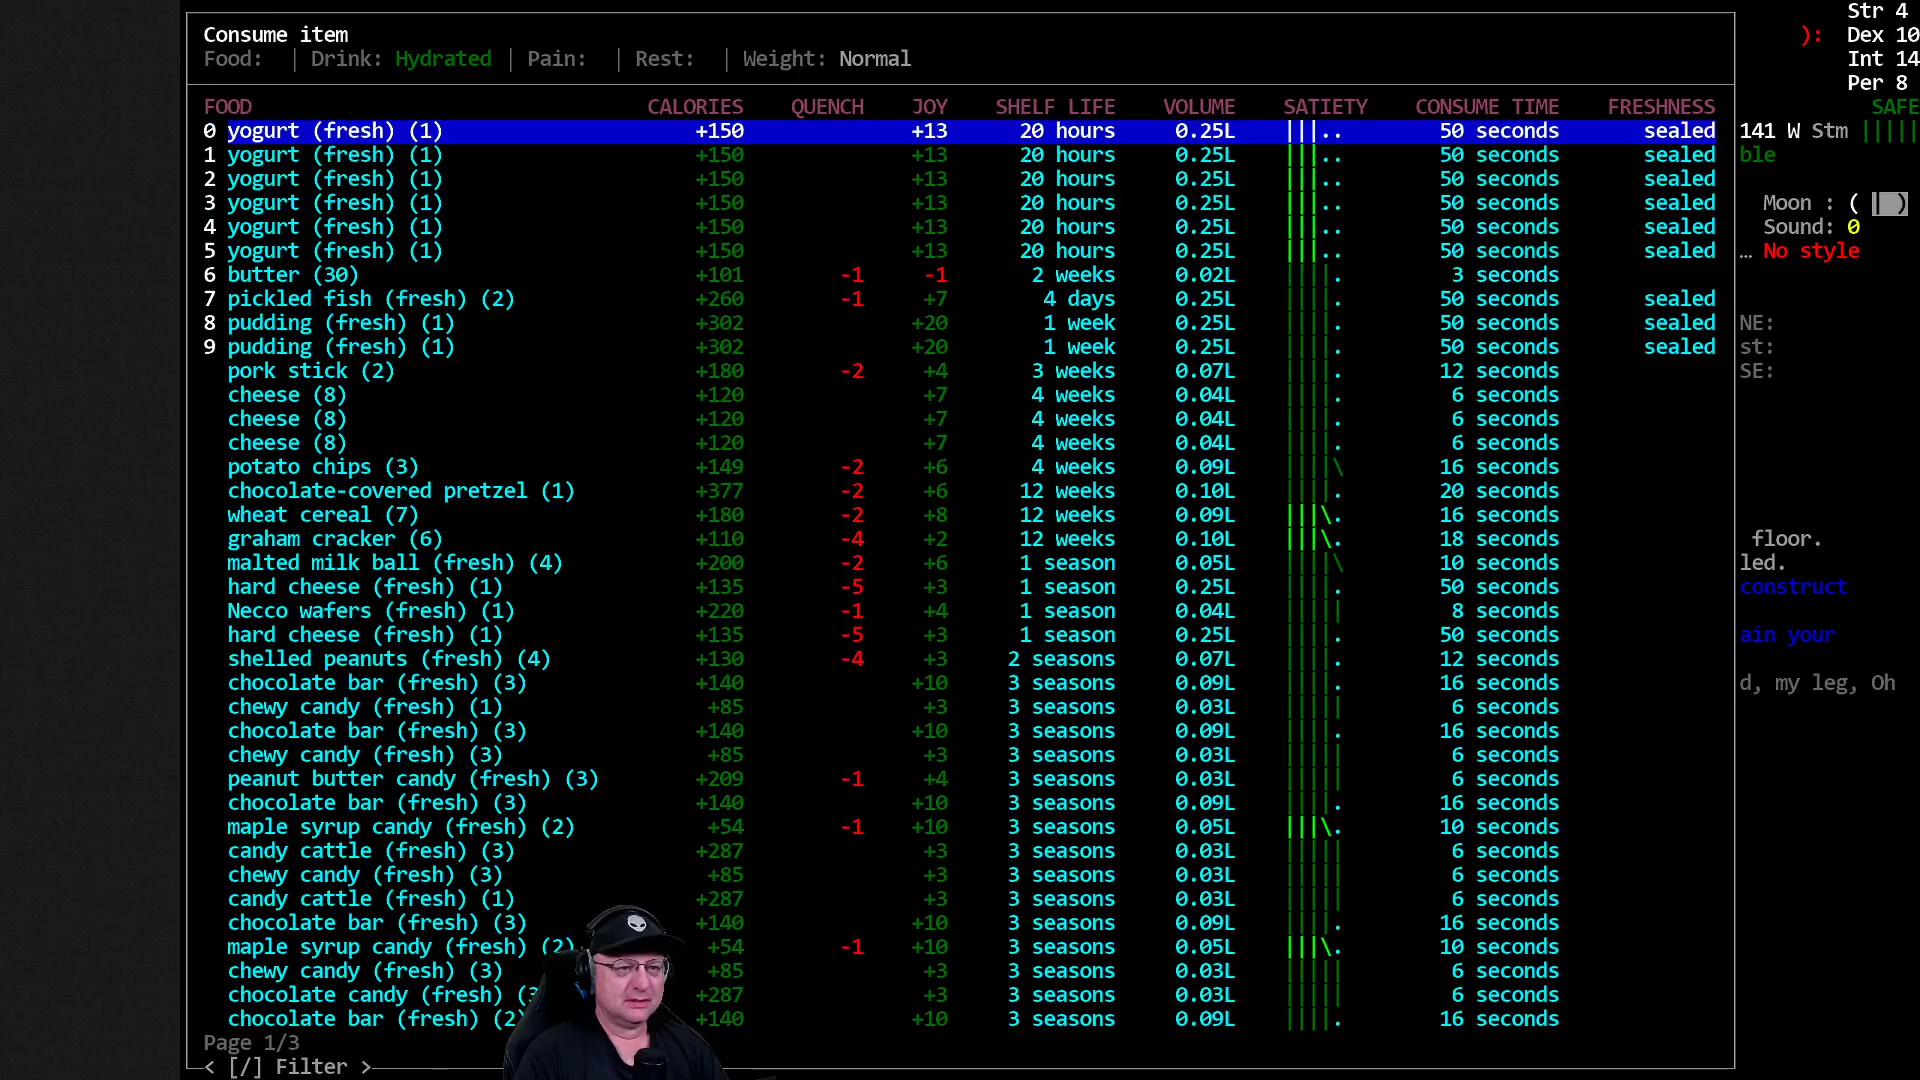 Consume item
Food: | Drink: Hydrated | Pain: | Rest: | Weight: Normal
FOOD CALORIES QUENCH JOY SHELF LIFE VOLUME SATIETY CONSUME TIME FRESHNESS
0 yogurt (fresh) (1) +150 +13 20 hours 0.25L |||.. 50 seconds sealed
1 yogurt (fresh) (1) +150 +13 20 hours 0.25L |||.. 50 seconds sealed
2 yogurt (fresh) (1) +150 +13 20 hours 0.25L |||.. 50 seconds sealed
3 yogurt (fresh) (1) +150 +13 20 hours 0.25L |||.. 50 seconds sealed
4 yogurt (fresh) (1) +150 +13 20 hours 0.25L |||.. 50 seconds sealed
5 yogurt (fresh) (1) +150 +13 20 hours 0.25L |||.. 50 seconds sealed
6 butter (30) +101 -1 -1 2 weeks 0.02L ||||. 3 seconds
7 pickled fish (fresh) (2) +260 -1 +7 4 days 0.25L ||||. 50 seconds sealed
8 pudding (fresh) (1) +302 +20 1 week 0.25L ||||. 50 seconds sealed
9 pudding (fresh) (1) +302 +20 1 week 0.25L ||||. 50 seconds sealed
pork stick (2) +180 -2 +4 3 weeks 0.07L ||||. 12 seconds
cheese (8) +120 +7 4 weeks 0.04L ||||. 6 seconds
cheese (8) +120 +7 4 weeks 0.04L ||||. 6 seconds
cheese (8) +120 +7 4 weeks 0.04L ||||. 6 seconds
potato chips (3) +149 -2 +6 4 weeks 0.09L ||||\ 16 seconds
chocolate-covered pretzel (1) +377 -2 +6 12 weeks 0.10L ||||. 20 seconds
wheat cereal (7) +180 -2 +8 12 weeks 0.09L |||\. 16 seconds
graham cracker (6) +110 -4 +2 12 weeks 0.10L |||\. 18 seconds
malted milk ball (fresh) (4) +200 -2 +6 1 season 0.05L ||||\ 10 seconds
hard cheese (fresh) (1) +135 -5 +3 1 season 0.25L ||||. 50 seconds
Necco wafers (fresh) (1) +220 -1 +4 1 season 0.04L ||||| 8 seconds
hard cheese (fresh) (1) +135 -5 +3 1 season 0.25L ||||. 50 seconds
shelled peanuts (fresh) (4) +130 -4 +3 2 seasons 0.07L ||||. 12 seconds
chocolate bar (fresh) (3) +140 +10 3 seasons 0.09L ||||. 16 seconds
chewy candy (fresh) (1) +85 +3 3 seasons 0.03L ||||| 6 seconds
chocolate bar (fresh) (3) +140 +10 3 seasons 0.09L ||||. 16 seconds
chewy candy (fresh) (3) +85 +3 3 seasons 0.03L ||||| 6 seconds
peanut butter candy (fresh) (3) +209 -1 +4 3 seasons 0.03L ||||| 6 seconds
chocolate bar (fresh) (3) +140 +10 3 seasons 0.09L ||||. 16 seconds
maple syrup candy (fresh) (2) +54 -1 +10 3 seasons 0.05L |||\. 10 seconds
candy cattle (fresh) (3) +287 +3 3 seasons 0.03L ||||| 6 seconds
chewy candy (fresh) (3) +85 +3 3 seasons 0.03L ||||| 6 seconds
candy cattle (fresh) (1) +287 +3 3 seasons 0.03L ||||| 6 seconds
chocolate bar (fresh) (3) +140 +10 3 seasons 0.09L ||||. 16 seconds
maple syrup candy (fresh) (2) +54 -1 +10 3 seasons 0.05L |||\. 10 seconds
chewy candy (fresh) (3) +85 +3 3 seasons 0.03L ||||| 6 seconds
chocolate candy (fresh) (3 +287 +3 3 seasons 0.03L ||||| 6 seconds
chocolate bar (fresh) (2) +140 +10 3 seasons 0.09L ||||. 16 seconds
Page 1/3
< [/] Filter >
Str 4
): Dex 10
Int 14
Per 8
SAFE
141 W Stm |||||
ble
Moon : ( | )
Sound: 0
… No style
NE:
st:
SE:
floor.
led.
construct
ain your
d, my leg, Oh